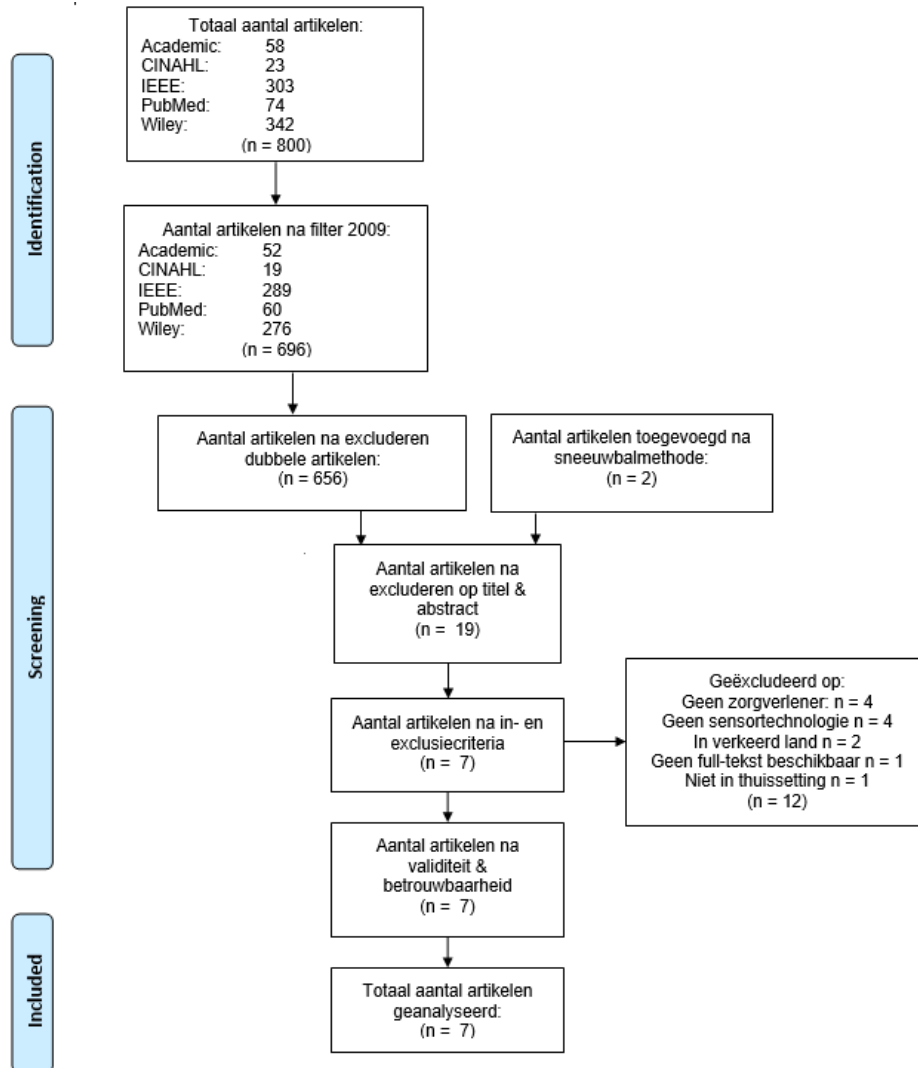 Totaal aantal artikelen:
Academic: 58
CINAHL: 23
IEEE: 303
PubMed: 74
Wiley: 342
(n = 800)
Identification
Aantal artikelen na filter 2009:
Academic: 52
CINAHL: 19
IEEE: 289
PubMed: 60
Wiley: 276
(n = 696)
Aantal artikelen na excluderen
dubbele artikelen:
(n = 656)
Aantal artikelen toegevoegd na
sneeuwbalmethode:
(n = 2)
Screening
Aantal artikelen na
excluderen op titel &
abstract
(n = 19)
Aantal artikelen na in- en
exclusiecriteria
(n = 7)
Geëxcludeerd op:
Geen zorgverlener: n = 4
Geen sensortechnologie n = 4
In verkeerd land n = 2
Geen full-tekst beschikbaar n = 1
Niet in thuissetting n = 1
(n = 12)
Aantal artikelen na
validiteit &
betrouwbaarheid
(n = 7)
Included
Totaal aantal artikelen
geanalyseerd:
(n = 7)